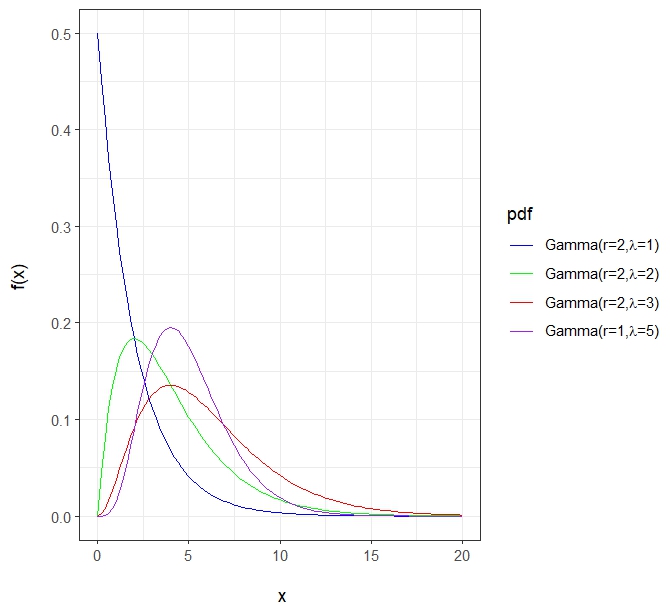 f(x)
0.5
0.4
0.3
0.2
0.1
0.0
0 5 10 15 20
x
pdf
Gamma(r=2,λ=1)
Gamma(r=2,λ=2)
Gamma(r=2,λ=3)
Gamma(r=1,λ=5)